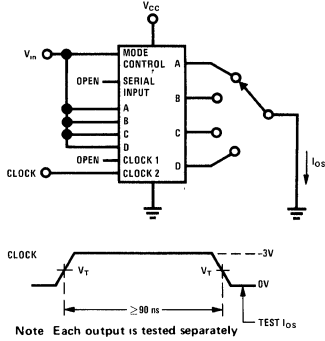 VCC
Vin
MODE CONTROL
A
OPEN
SERIAL INPUT
B
A
B
C
C
D
D
OPEN
CLOCK 1
CLOCK
CLOCK 2
IOS
CLOCK
-3V
VT
VT
0V
≥90 ns
TEST IOS
Note Each output is tested separately